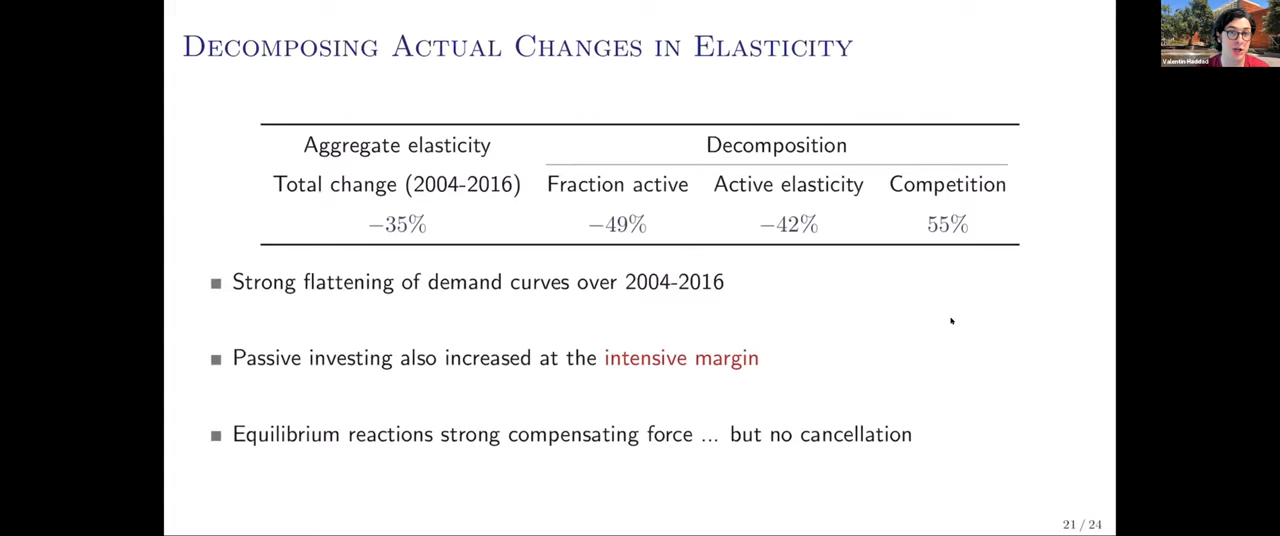 DECOMPOSING ACTUAL CHANGES IN ELASTICITY
Valentin Haddad
Aggregate elasticity Decomposition
Total change (2004-2016) Fraction active Active elasticity Competition
−35% −49% −42% 55%
■ Strong flattening of demand curves over 2004-2016
■ Passive investing also increased at the intensive margin
■ Equilibrium reactions strong compensating force ... but no cancellation
21 / 24